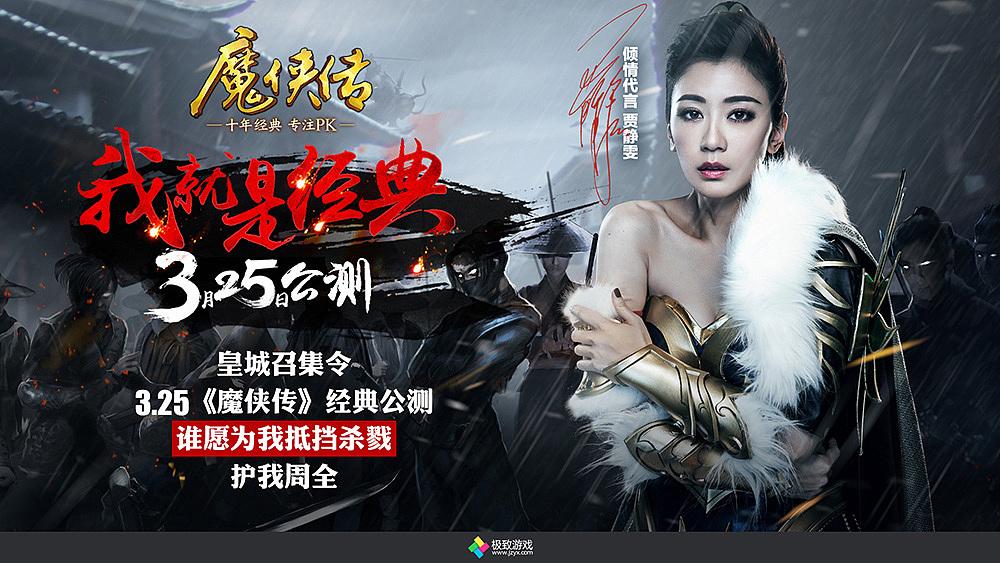 魔侠传
十年经典 专注PK
我就是经典
3月25日公测
皇城召集令
3.25《魔侠传》经典公测
谁愿为我抵挡杀戮
护我周全
倾情代言 贾静雯
极致游戏
www.jzyx.com